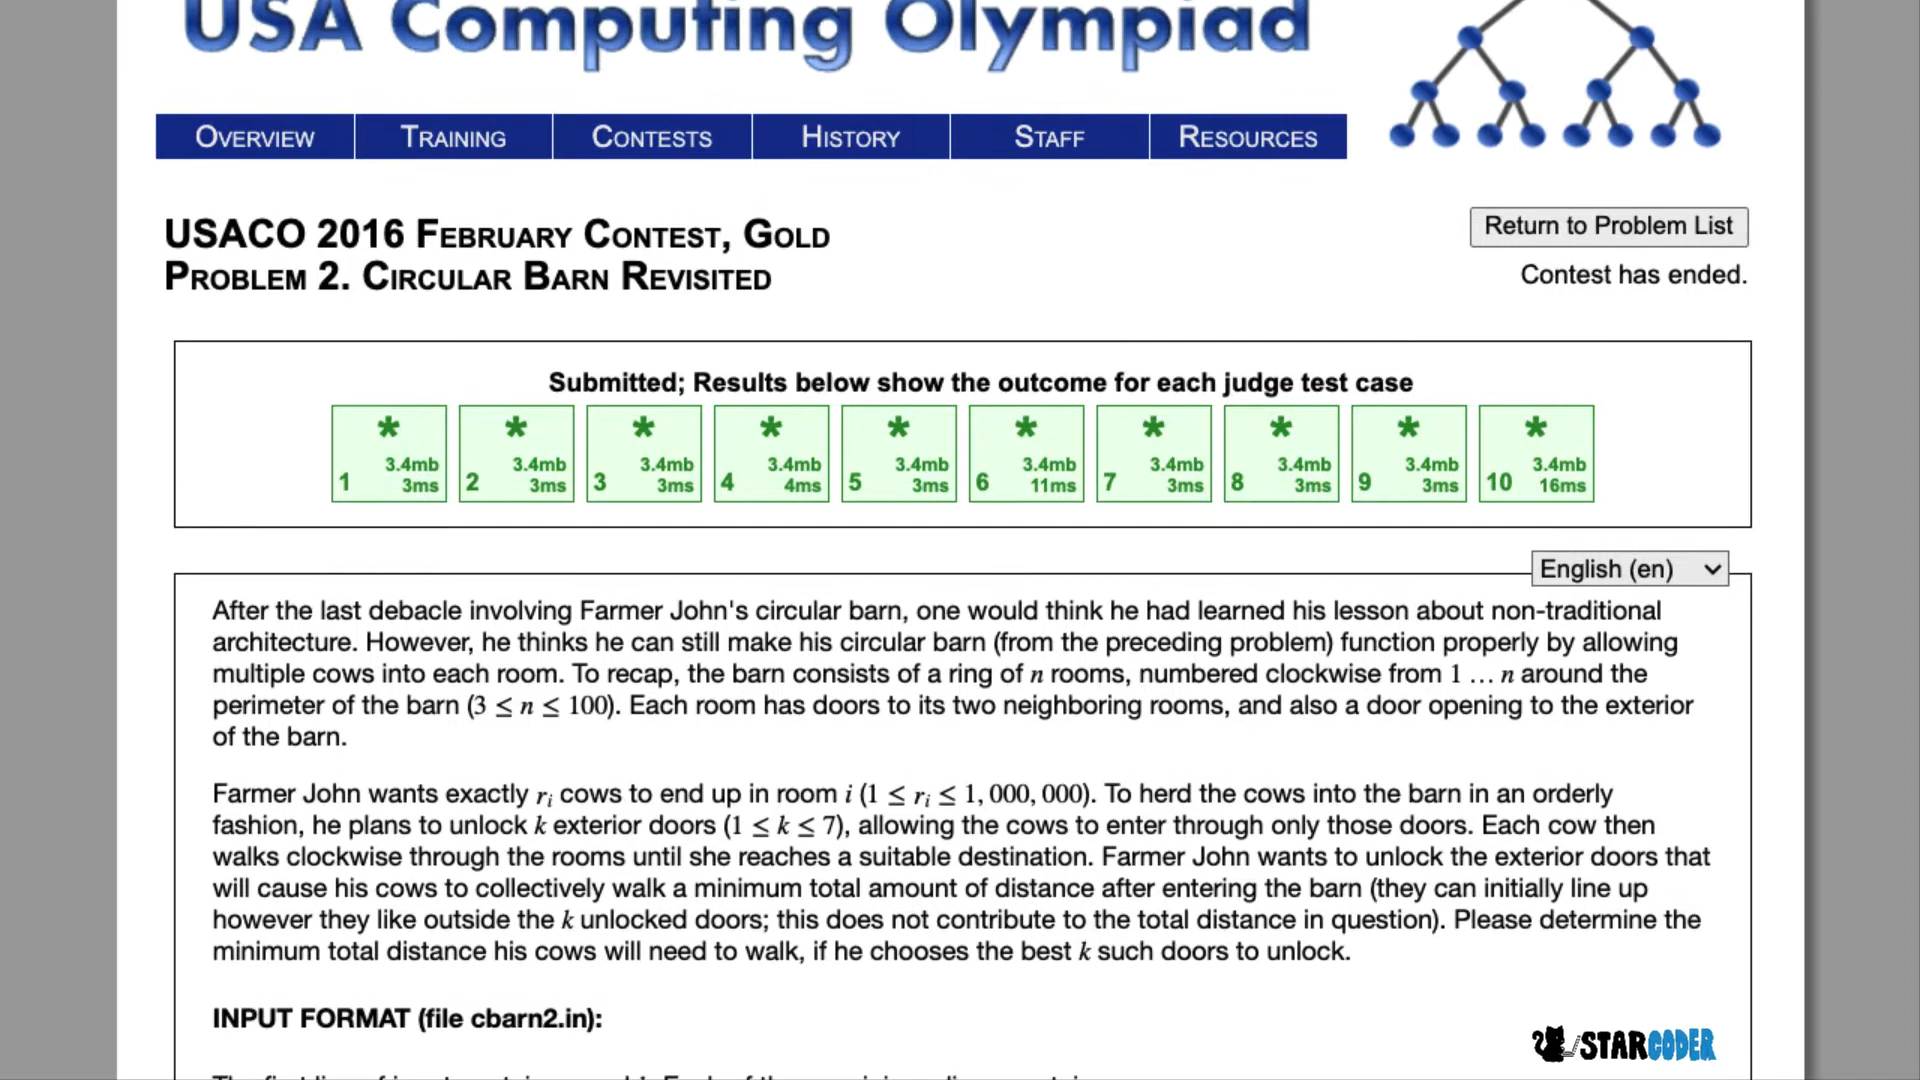 USA Computing Olympiad
OVERVIEW TRAINING CONTESTS HISTORY STAFF RESOURCES
USACO 2016 FEBRUARY CONTEST, GOLD
PROBLEM 2. CIRCULAR BARN REVISITED
Return to Problem List
Contest has ended.
Submitted; Results below show the outcome for each judge test case
* * * * * * * * * *
3.4mb 3.4mb 3.4mb 3.4mb 3.4mb 3.4mb 3.4mb 3.4mb 3.4mb 3.4mb
1 3ms 2 3ms 3 3ms 4 4ms 5 3ms 6 11ms 7 3ms 8 3ms 9 3ms 10 16ms
English (en)
After the last debacle involving Farmer John's circular barn, one would think he had learned his lesson about non-traditional
architecture. However, he thinks he can still make his circular barn (from the preceding problem) function properly by allowing
multiple cows into each room. To recap, the barn consists of a ring of n rooms, numbered clockwise from 1 … n around the
perimeter of the barn (3 ≤ n ≤ 100). Each room has doors to its two neighboring rooms, and also a door opening to the exterior
of the barn.
Farmer John wants exactly rᵢ cows to end up in room i (1 ≤ rᵢ ≤ 1, 000, 000). To herd the cows into the barn in an orderly
fashion, he plans to unlock k exterior doors (1 ≤ k ≤ 7), allowing the cows to enter through only those doors. Each cow then
walks clockwise through the rooms until she reaches a suitable destination. Farmer John wants to unlock the exterior doors that
will cause his cows to collectively walk a minimum total amount of distance after entering the barn (they can initially line up
however they like outside the k unlocked doors; this does not contribute to the total distance in question). Please determine the
minimum total distance his cows will need to walk, if he chooses the best k such doors to unlock.
INPUT FORMAT (file cbarn2.in):
STARCODER